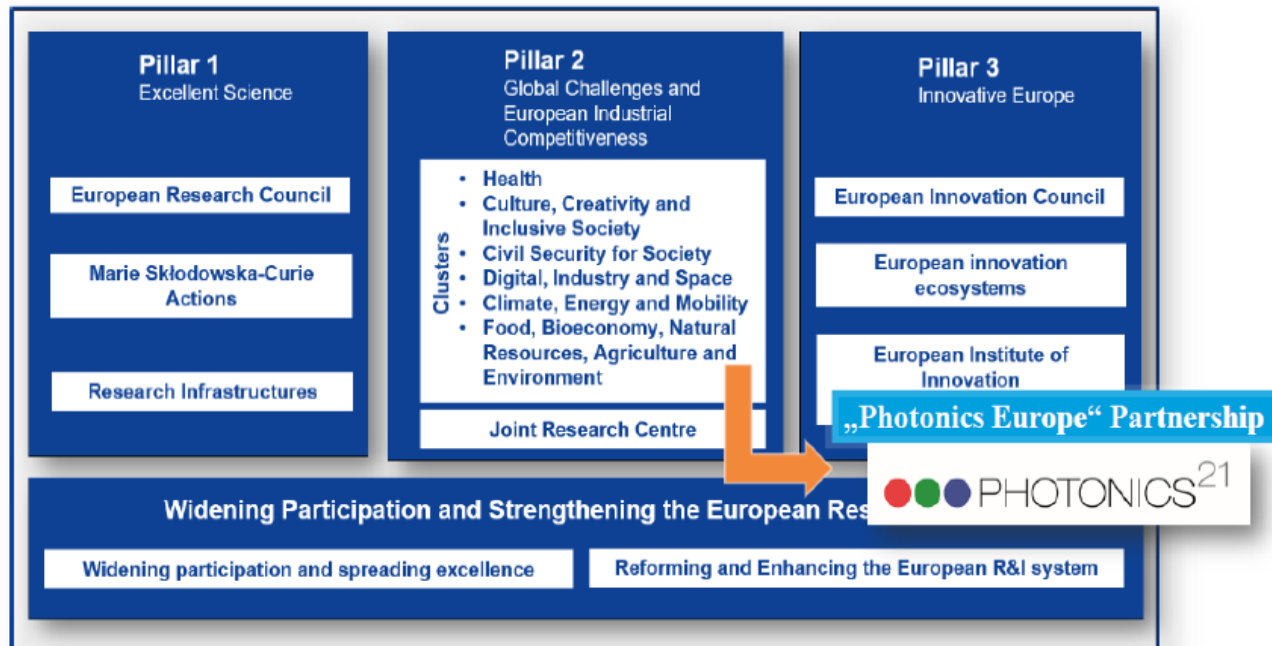 Pillar 1
Excellent Science
European Research Council
Marie Skłodowska-Curie
Actions
Research Infrastructures
Pillar 2
Global Challenges and
European Industrial
Competitiveness
Clusters
• Health
• Culture, Creativity and
Inclusive Society
• Civil Security for Society
• Digital, Industry and Space
• Climate, Energy and Mobility
• Food, Bioeconomy, Natural
Resources, Agriculture and
Environment
Joint Research Centre
Pillar 3
Innovative Europe
European Innovation Council
European innovation
ecosystems
European Institute of
Innovation
„Photonics Europe“ Partnership
PHOTONICS21
Widening Participation and Strengthening the European
Widening participation and spreading excellence
Reforming and Enhancing the European R&I system